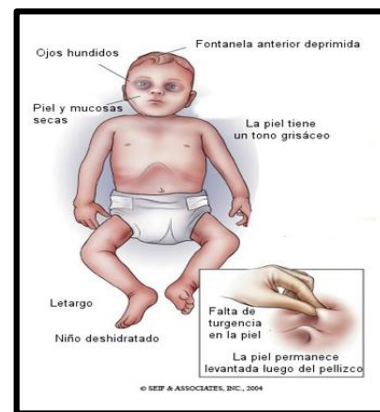 Fontanela anterior deprimida
Ojos hundidos
Piel y mucosas
secas
La piel tiene
un tono grisáceo
Letargo
Niño deshidratado
Falta de
turgencia
en la piel
La piel permanece
levantada luego del pellizco
© SEIF & ASSOCIATES, INC., 2004